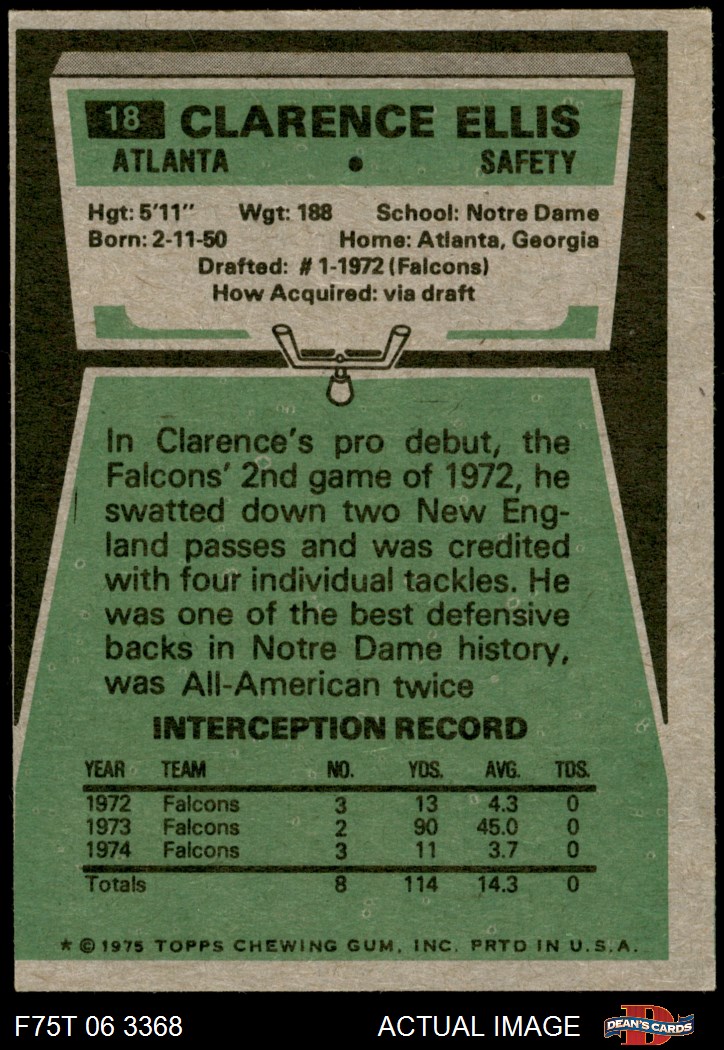 18 CLARENCE ELLIS
ATLANTA • SAFETY
Hgt: 5'11" Wgt: 188 School: Notre Dame
Born: 2-11-50 Home: Atlanta, Georgia
Drafted: #1-1972 (Falcons)
How Acquired: via draft
In Clarence's pro debut, the
Falcons' 2nd game of 1972, he
swatted down two New Eng-
land passes and was credited
with four individual tackles. He
was one of the best defensive
backs in Notre Dame history,
was All-American twice
INTERCEPTION RECORD
YEAR TEAM NO. YDS. AVG. TDS.
1972 Falcons 3 13 4.3 0
1973 Falcons 2 90 45.0 0
1974 Falcons 3 11 3.7 0
Totals 8 114 14.3 0
* © 1975 TOPPS CHEWING GUM, INC. PRTD IN U.S.A.
F75T 06 3368 ACTUAL IMAGE D DEAN'S CARDS